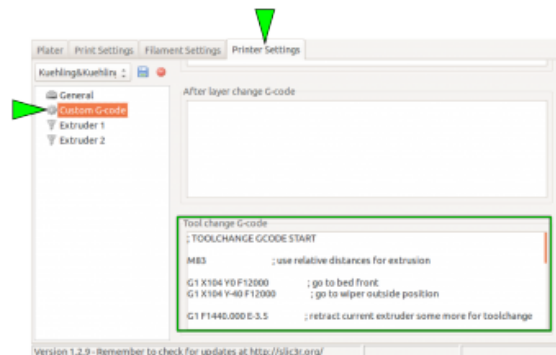 Plater Print Settings Filament Settings Printer Settings
Kuehling&Kuehling
General
Custom G-code
Extruder 1
Extruder 2
After layer change G-code
Tool change G-code
; TOOLCHANGE GCODE START
M83 ; use relative distances for extrusion
G1 X104 Y0 F12000 ; go to bed front
G1 X104 Y-40 F12000 ; go to wiper outside position
G1 F1440.000 E-3.5 ; retract current extruder some more for toolchange
Version 1.2.9 - Remember to check for updates at http://slic3r.org/